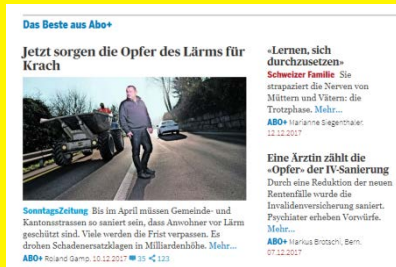 Das Beste aus Abo+
Jetzt sorgen die Opfer des Lärms für
Krach
SonntagsZeitung Bis im April müssen Gemeinde- und
Kantonsstrassen so saniert sein, dass Anwohner vor Lärm
geschützt sind. Viele werden die Frist verpassen. Es
drohen Schadenersatzklagen in Milliardenhöhe. Mehr...
ABO+ Roland Gamp. 10.12.2017 35 123
«Lernen, sich
durchzusetzen»
Schweizer Familie Sie
strapaziert die Nerven von
Müttern und Vätern: die
Trotzphase. Mehr...
ABO+ Marianne Siegenthaler.
12.12.2017
Eine Ärztin zählt die
«Opfer» der IV-Sanierung
Durch eine Reduktion der neuen
Rentenfälle wurde die
Invalidenversicherung saniert.
Psychiater erheben Vorwürfe.
Mehr...
ABO+ Markus Brotschi, Bern.
07.12.2017